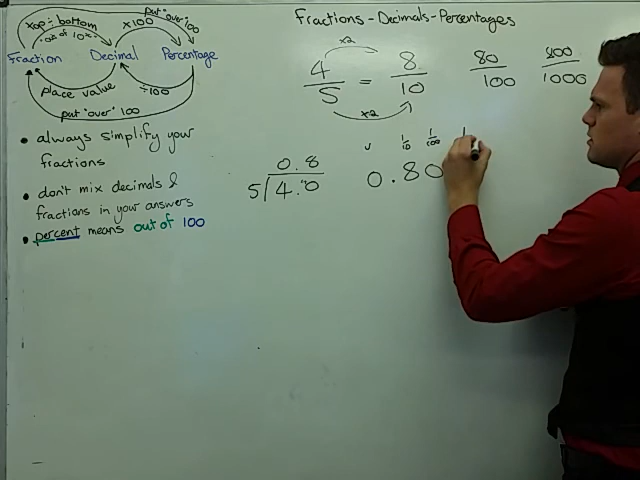 Fractions - Decimals - Percentages
put "over" 100
top ÷ bottom
"out of 10's"
x100
Fraction Decimal Percentage
place value
÷100
put "over" 100
• always simplify your
fractions
• don't mix decimals &
fractions in your answers
• percent means out of 100
x2
4/5 = 8/10 80/100 800/1000
x2
U 1/10 1/100 1
0.8
5 4.0 0.80